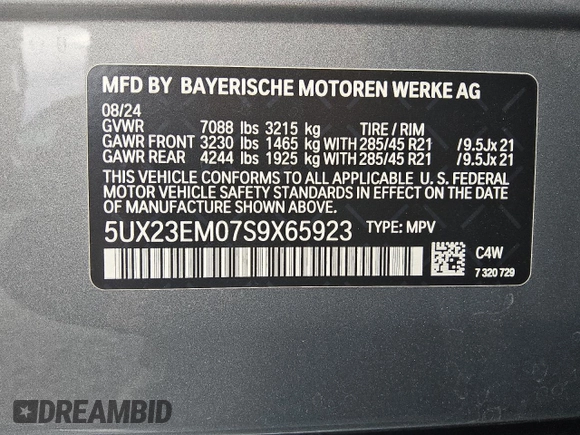 MFD BY BAYERISCHE MOTOREN WERKE AG
08/24
GVWR 7088 lbs 3215 kg TIRE / RIM
GAWR FRONT 3230 lbs 1465 kg WITH 285/45 R21 /9.5Jx 21
GAWR REAR 4244 lbs 1925 kg WITH 285/45 R21 /9.5Jx 21
THIS VEHICLE CONFORMS TO ALL APPLICABLE U. S. FEDERAL
MOTOR VEHICLE SAFETY STANDARDS IN EFFECT ON THE DATE
OF MANUFACTURE SHOWN ABOVE.
5UX23EM07S9X65923 TYPE: MPV
C4W
7 320 729
DREAMBID